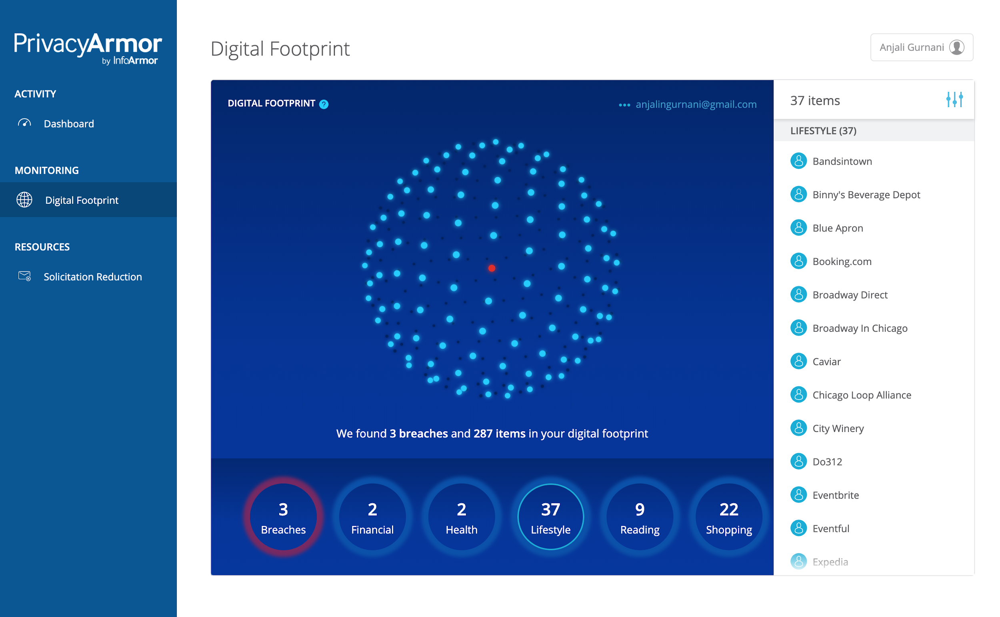 PrivacyArmor
by InfoArmor
ACTIVITY
Dashboard
MONITORING
Digital Footprint
RESOURCES
Solicitation Reduction
Digital Footprint
Anjali Gurnani
DIGITAL FOOTPRINT ?
••• anjalingurnani@gmail.com
We found 3 breaches and 287 items in your digital footprint
3
Breaches
2
Financial
2
Health
37
Lifestyle
9
Reading
22
Shopping
37 items
LIFESTYLE (37)
Bandsintown
Binny's Beverage Depot
Blue Apron
Booking.com
Broadway Direct
Broadway In Chicago
Caviar
Chicago Loop Alliance
City Winery
Do312
Eventbrite
Eventful
Expedia